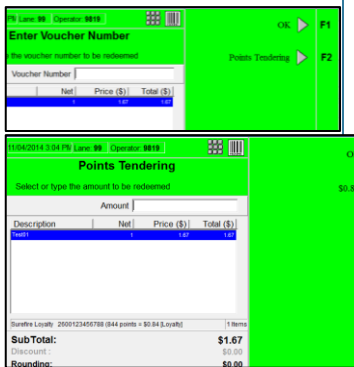 PM Lane: 99 Operator: 9819
Enter Voucher Number
the voucher number to be redeemed
Voucher Number
Net Price ($) Total ($)
1 1.67 1.67
OK F1
Points Tendering F2
11/04/2014 3:04 PM Lane: 99 Operator: 9819
Points Tendering
Select or type the amount to be redeemed
Amount
Description Net Price ($) Total ($)
Test01 1 1.67 1.67
Surefire Loyalty 2600123456788 (844 points = $0.84 [Loyalty] 1 Items
SubTotal: $1.67
Discount : $0.00
Rounding: $0.00
O
$0.8